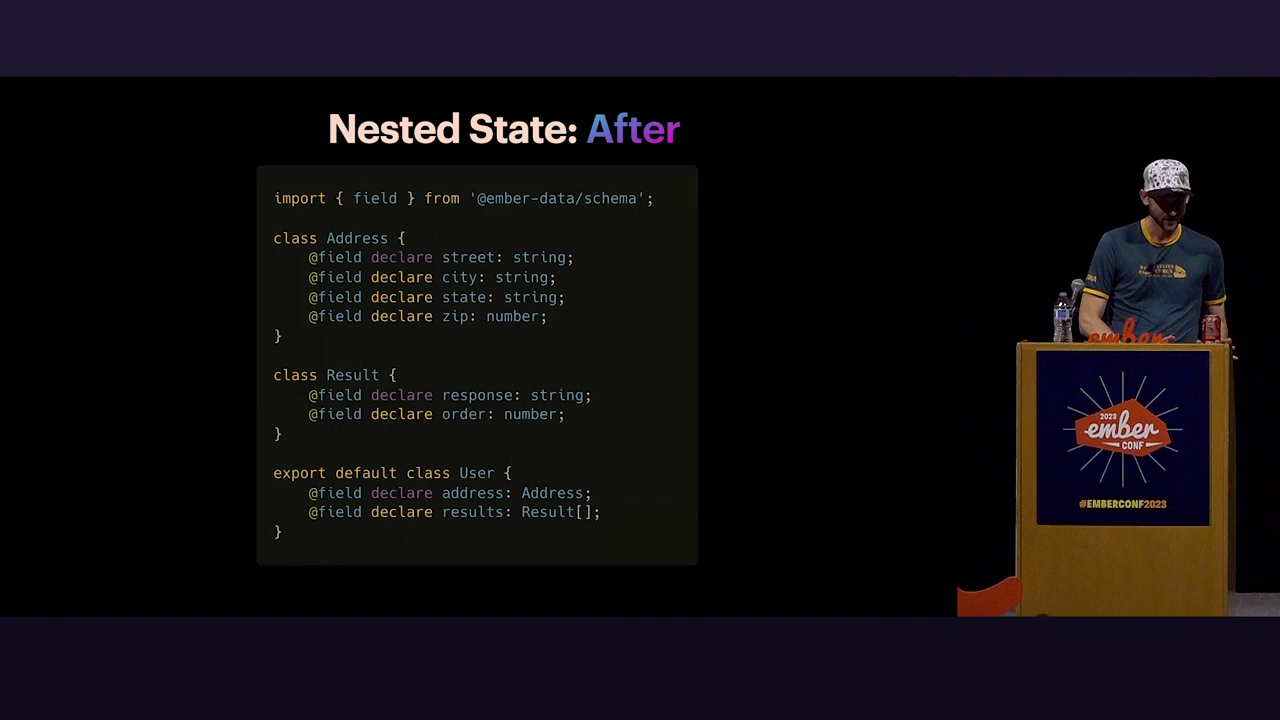 Nested State: After
import { field } from '@ember-data/schema';
class Address {
    @field declare street: string;
    @field declare city: string;
    @field declare state: string;
    @field declare zip: number;
}
class Result {
    @field declare response: string;
    @field declare order: number;
}
export default class User {
    @field declare address: Address;
    @field declare results: Result[];
}
ember
2023
ember
CONF
#EMBERCONF2023